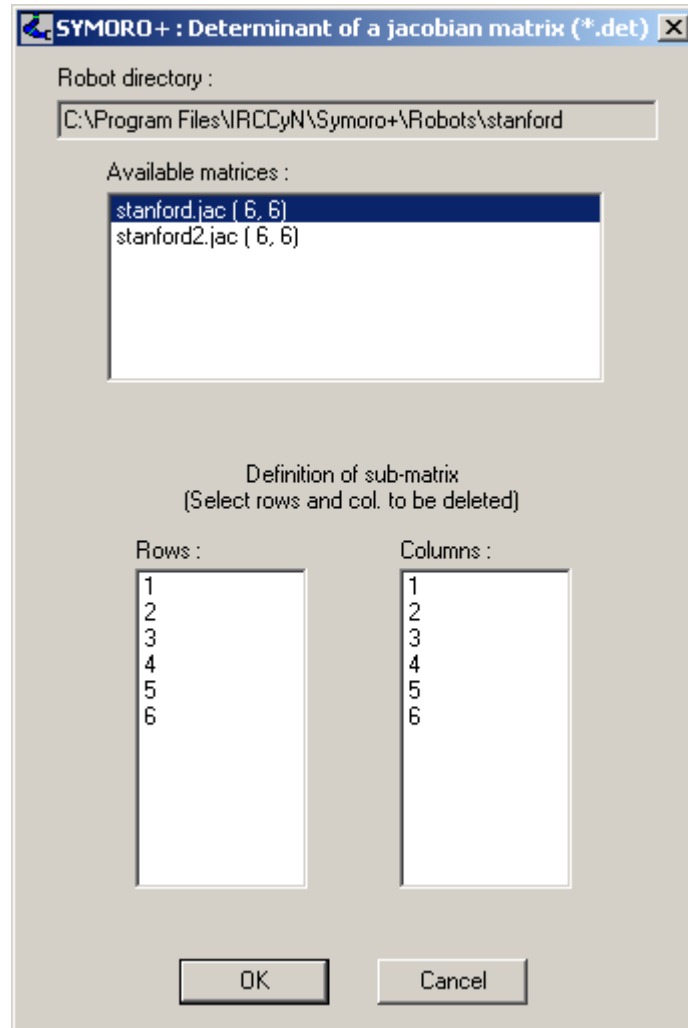 SYMORO+ : Determinant of a jacobian matrix (*.det)
Robot directory :
C:\Program Files\IRCCyN\Symoro+\Robots\stanford
Available matrices :
stanford.jac ( 6, 6)
stanford2.jac ( 6, 6)
Definition of sub-matrix
(Select rows and col. to be deleted)
Rows :
1
2
3
4
5
6
Columns :
1
2
3
4
5
6
OK
Cancel